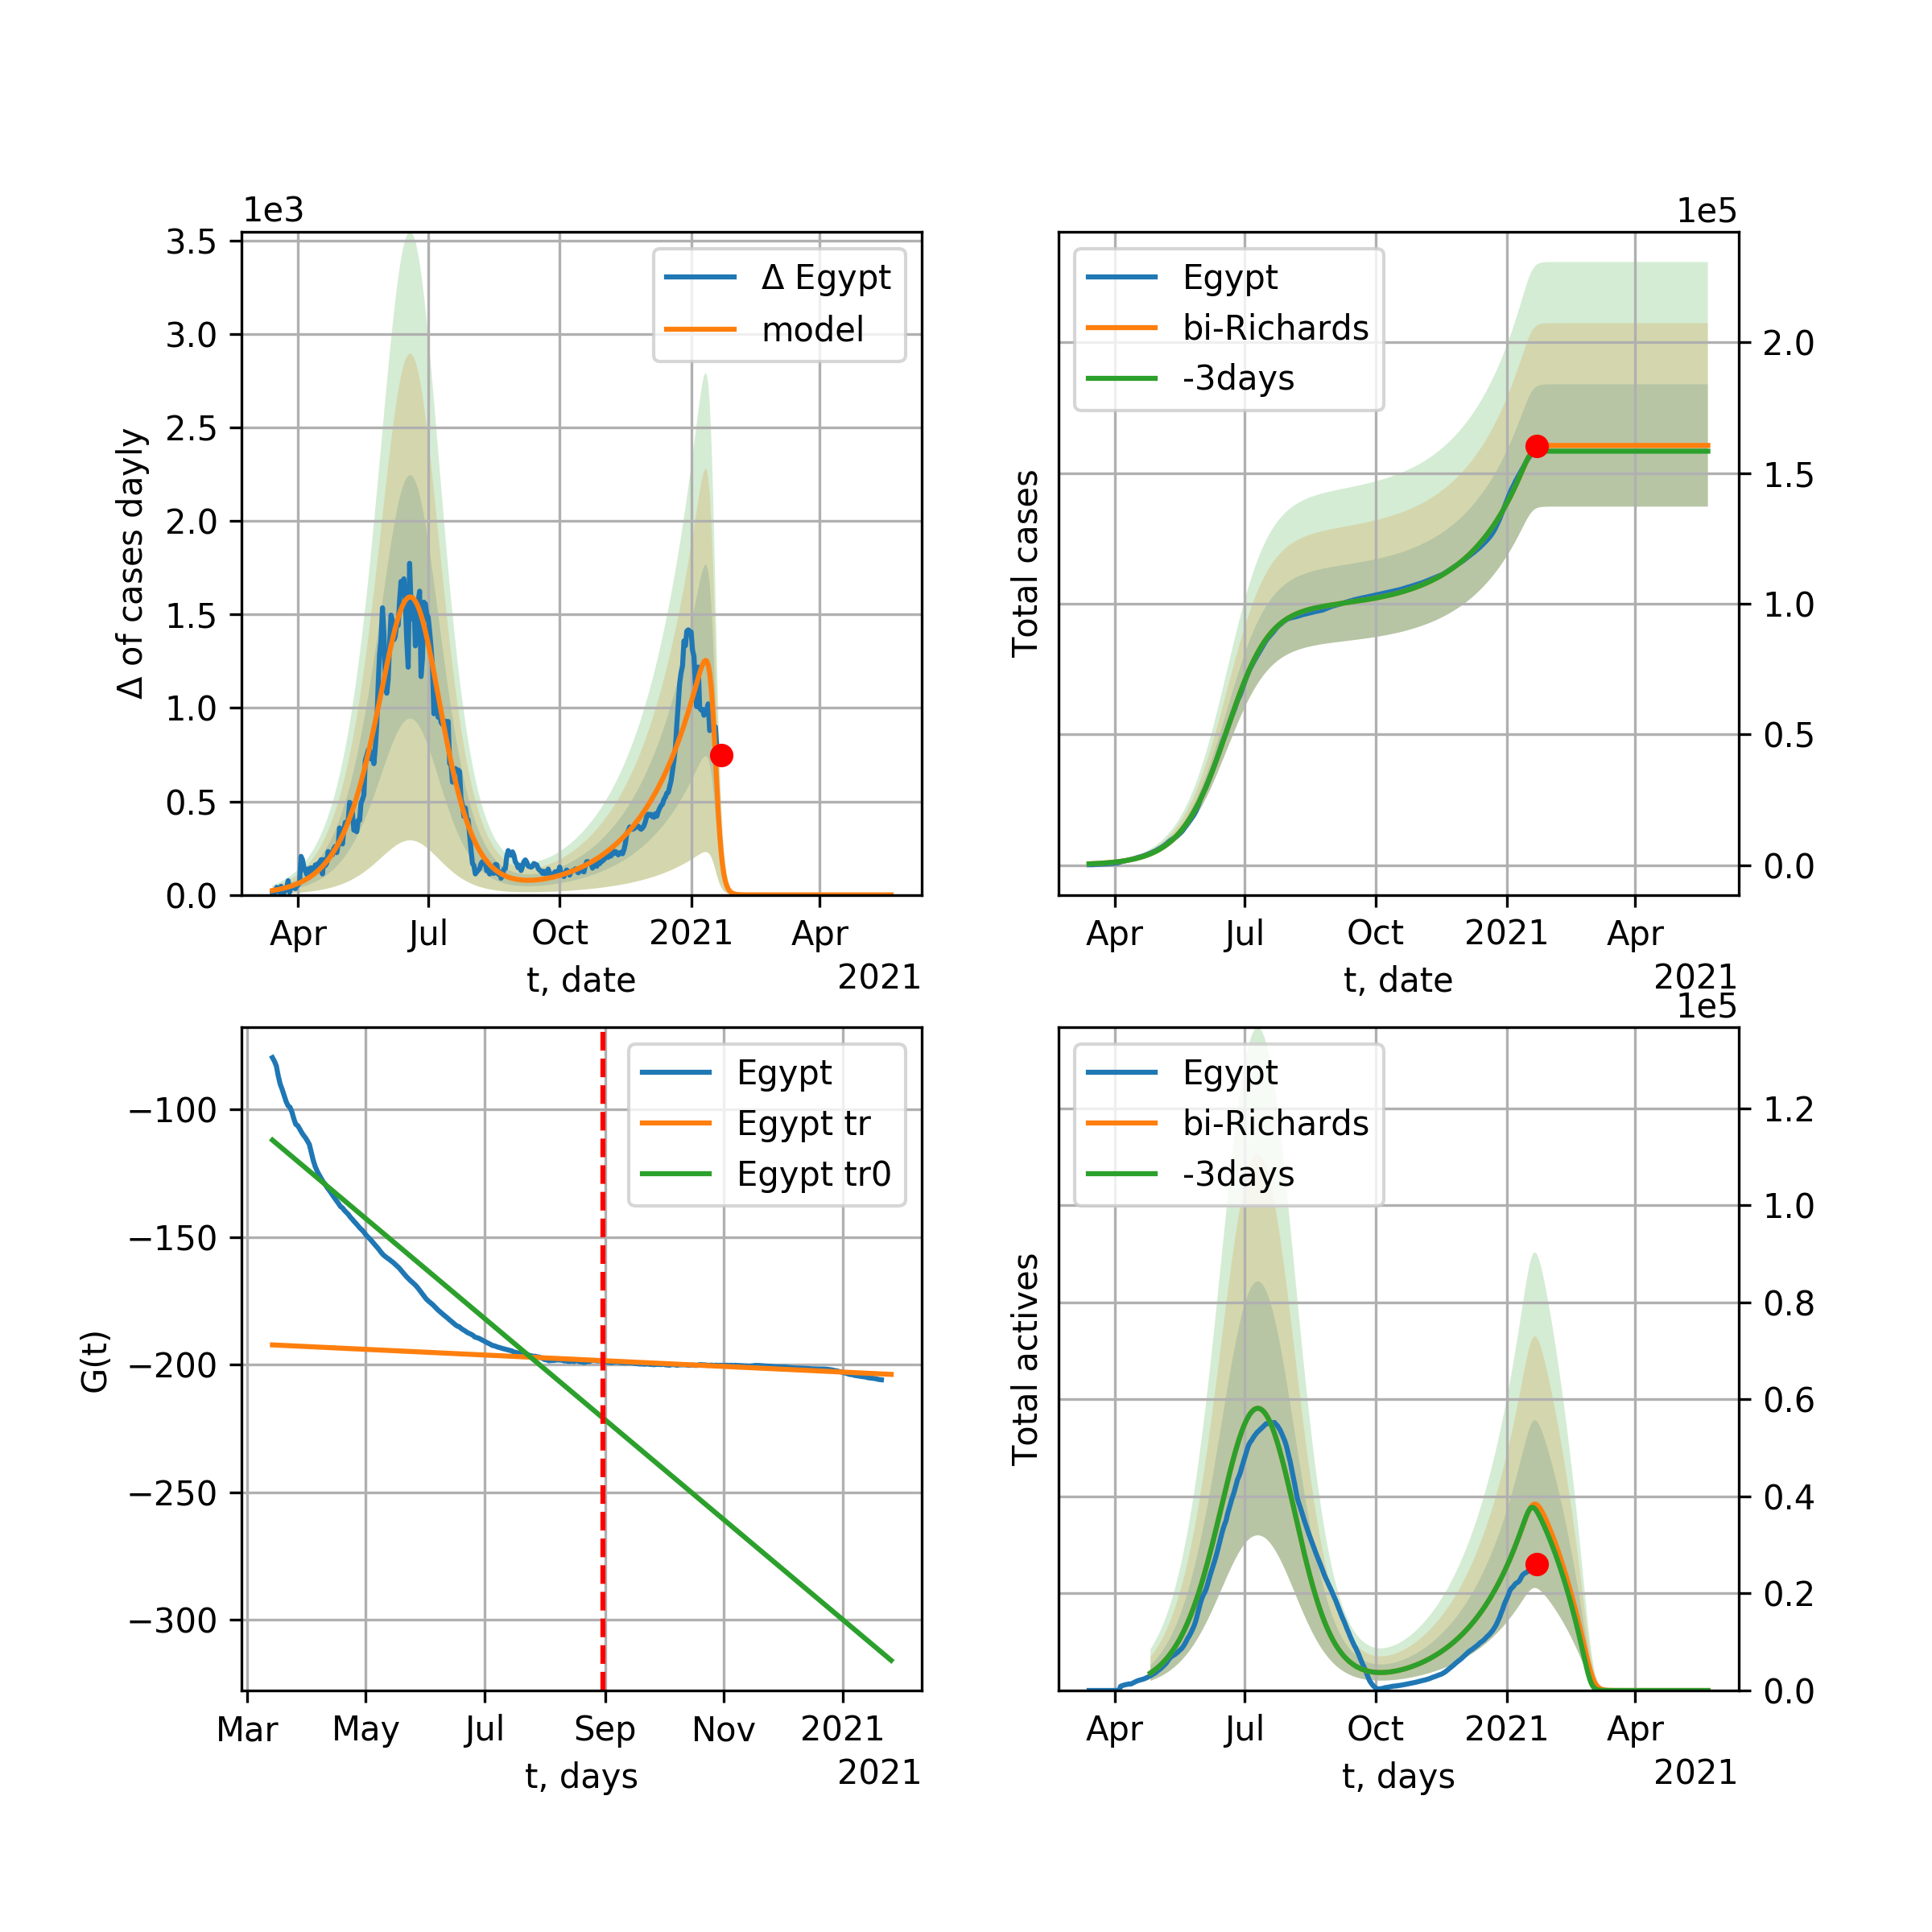 1e3
3.5
3.0
2.5
2.0
1.5
1.0
0.5
0.0
Δ of cases dayly
Δ Egypt
model
Apr Jul Oct 2021 Apr
t, date
2021
1e5
Egypt
bi-Richards
-3days
Total cases
2.0
1.5
1.0
0.5
0.0
Apr Jul Oct 2021 Apr
t, date
2021
−100
−150
−200
−250
−300
G(t)
Egypt
Egypt tr
Egypt tr0
Mar May Jul Sep Nov 2021
t, days
2021
1e5
Egypt
bi-Richards
-3days
Total actives
1.2
1.0
0.8
0.6
0.4
0.2
0.0
Apr Jul Oct 2021 Apr
t, days
2021